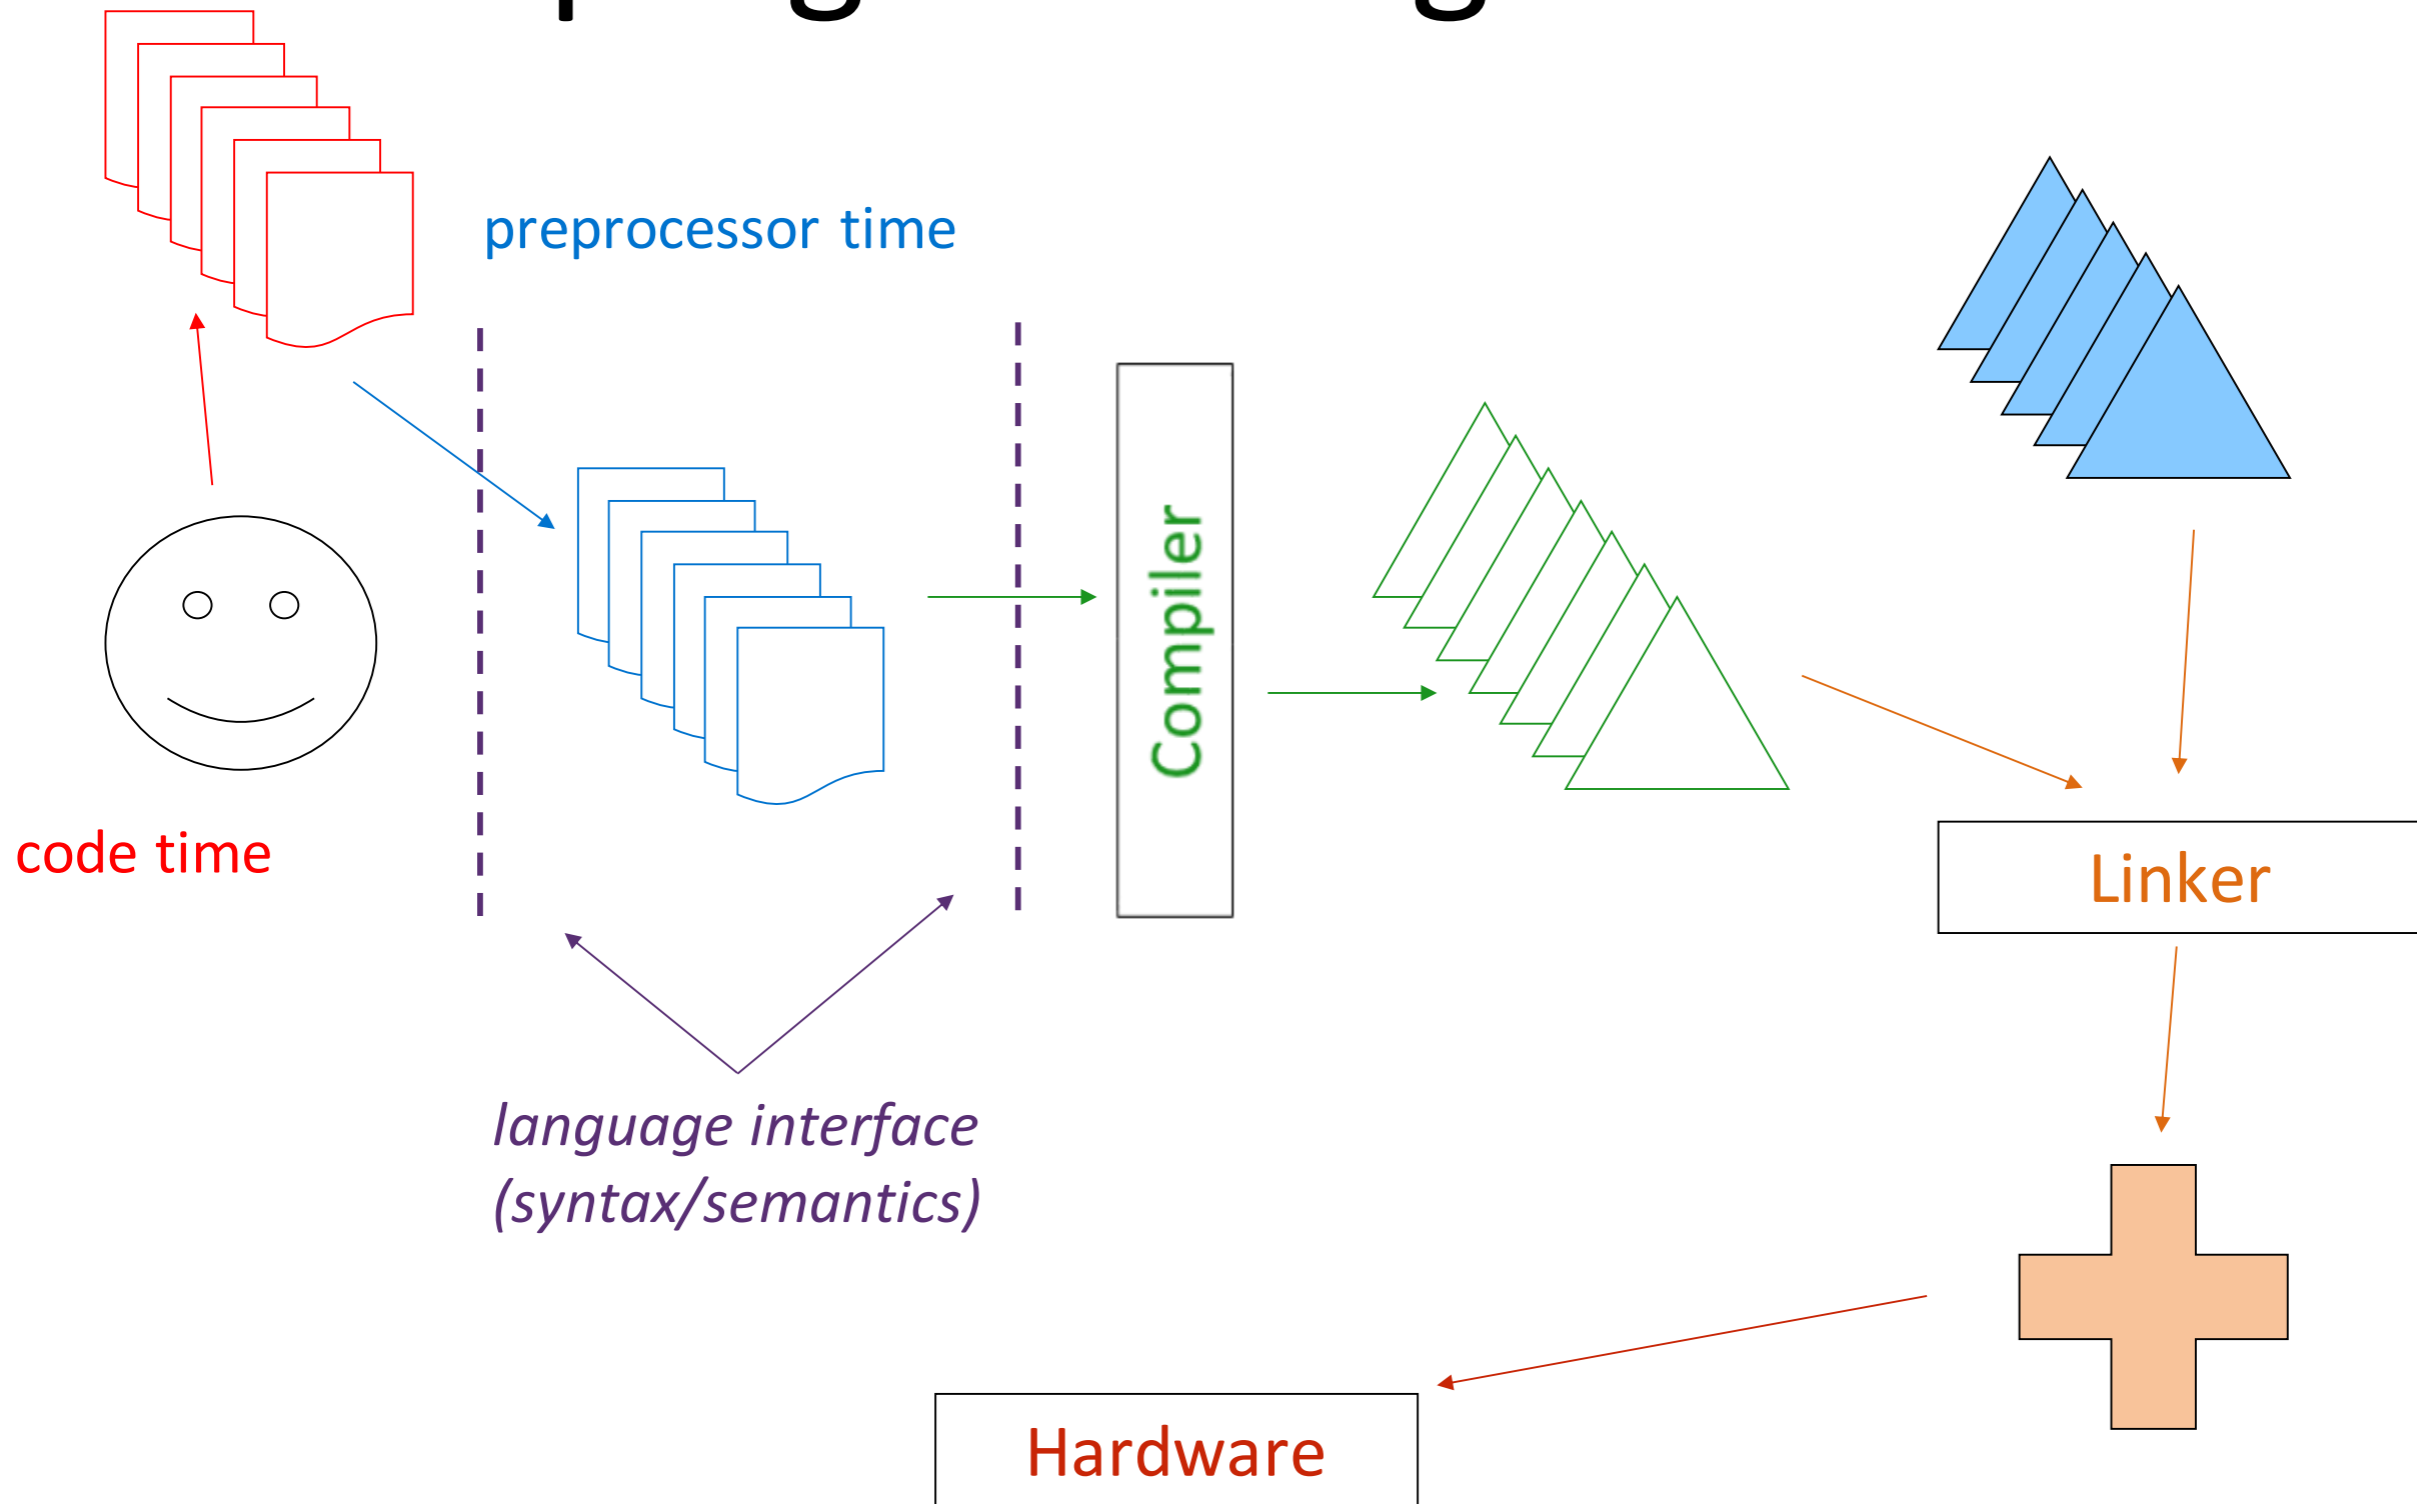 preprocessor time
Compiler
code time
Linker
language interface
(syntax/semantics)
Hardware